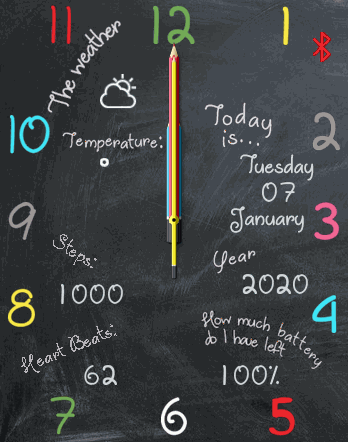 11
12
1
The weather
10
Temperature:
Today
is...
2
Tuesday
07
9
January
3
Steps:
Year
8
1000
2020
4
Heart Beats:
How much battery
do I have left
62
100%
7
6
5